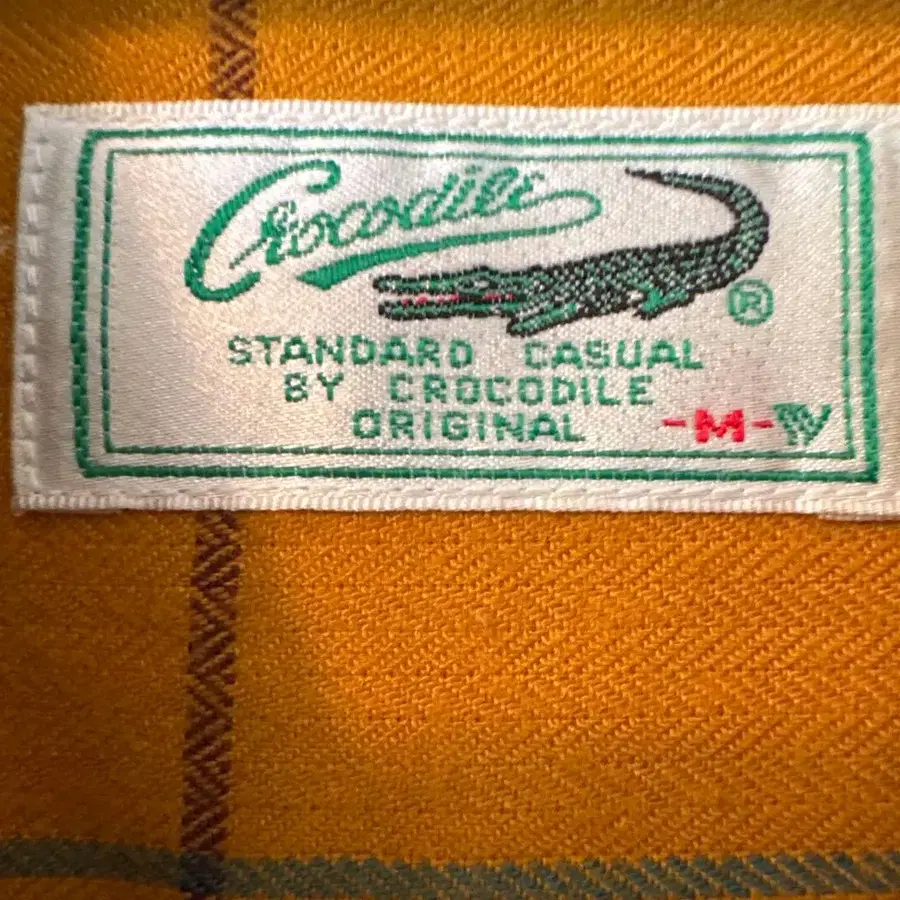 Crocodile
®
STANDARD CASUAL
BY CROCODILE
ORIGINAL -M-